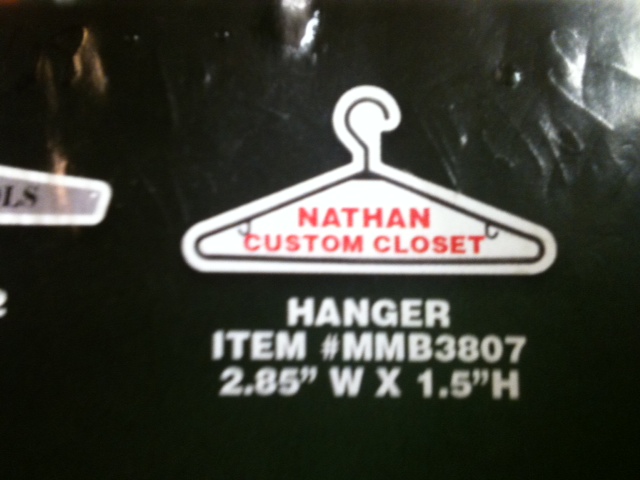 NATHAN
CUSTOM CLOSET
HANGER
ITEM #MMB3807
2.85” W X 1.5”H